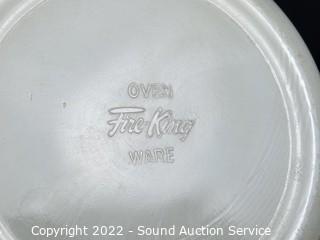 OVEN
Fire-King
WARE
Copyright 2022 - Sound Auction Service